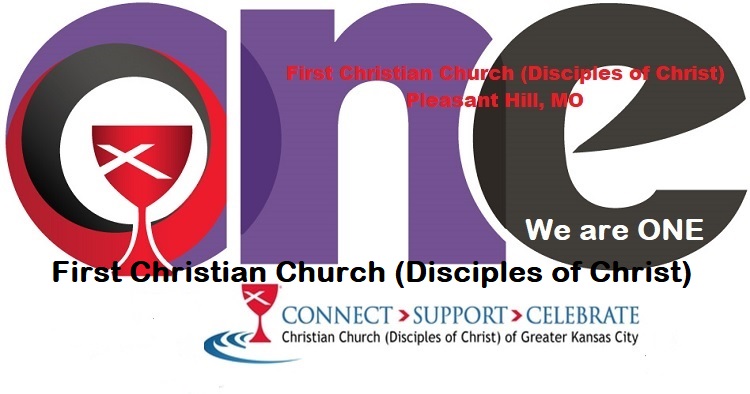 one
First Christian Church (Disciples of Christ)
Pleasant Hill, MO
We are ONE
First Christian Church (Disciples of Christ)
CONNECT > SUPPORT > CELEBRATE
Christian Church (Disciples of Christ) of Greater Kansas City